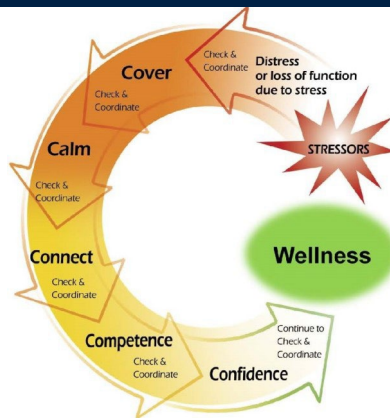 Distress
or loss of function
due to stress
STRESSORS
Check &
Coordinate
Cover
Check &
Coordinate
Calm
Check &
Coordinate
Connect
Check &
Coordinate
Competence
Check &
Coordinate
Confidence
Continue to
Check &
Coordinate
Wellness